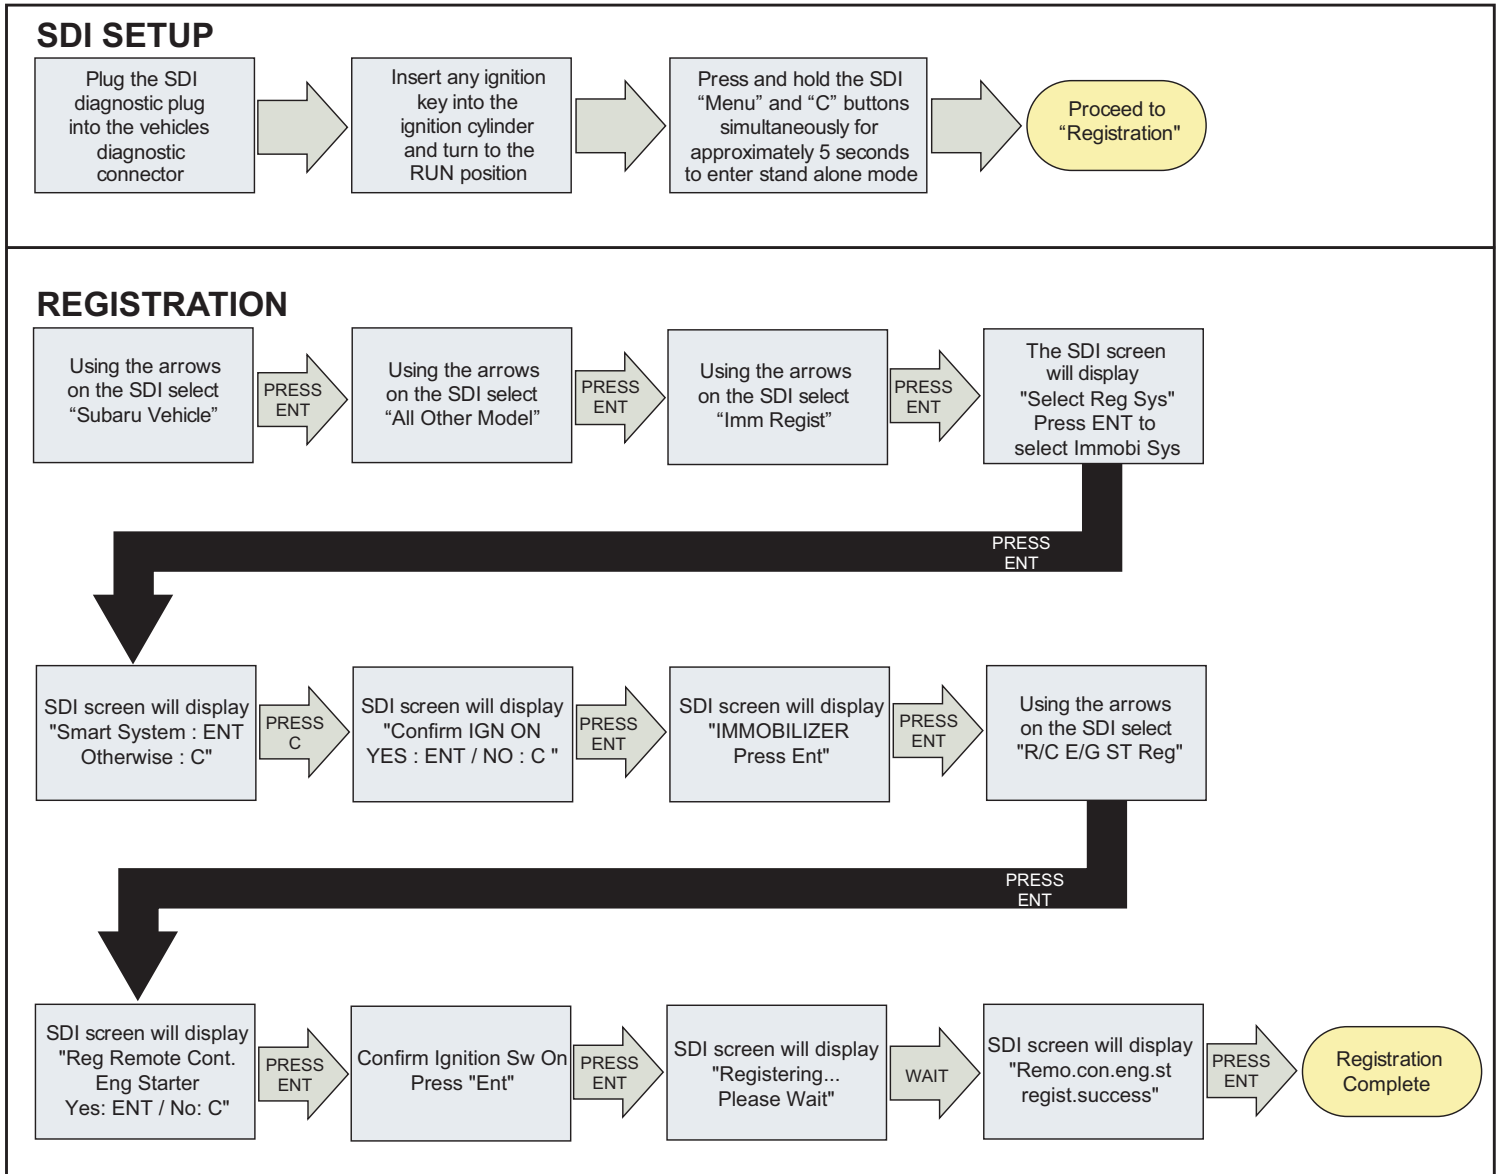 SDI SETUP
Plug the SDI
diagnostic plug
into the vehicles
diagnostic
connector
Insert any ignition
key into the
ignition cylinder
and turn to the
RUN position
Press and hold the SDI
“Menu” and “C” buttons
simultaneously for
approximately 5 seconds
to enter stand alone mode
Proceed to
“Registration"
REGISTRATION
Using the arrows
on the SDI select
“Subaru Vehicle”
PRESS
ENT
Using the arrows
on the SDI select
“All Other Model”
PRESS
ENT
Using the arrows
on the SDI select
“Imm Regist”
PRESS
ENT
The SDI screen
will display
"Select Reg Sys"
Press ENT to
select Immobi Sys
PRESS
ENT
SDI screen will display
"Smart System : ENT
Otherwise : C"
PRESS
C
SDI screen will display
"Confirm IGN ON
YES : ENT / NO : C "
PRESS
ENT
SDI screen will display
"IMMOBILIZER
Press Ent"
PRESS
ENT
Using the arrows
on the SDI select
"R/C E/G ST Reg"
PRESS
ENT
SDI screen will display
"Reg Remote Cont.
Eng Starter
Yes: ENT / No: C"
PRESS
ENT
Confirm Ignition Sw On
Press "Ent"
PRESS
ENT
SDI screen will display
"Registering...
Please Wait"
WAIT
SDI screen will display
"Remo.con.eng.st
regist.success"
PRESS
ENT
Registration
Complete